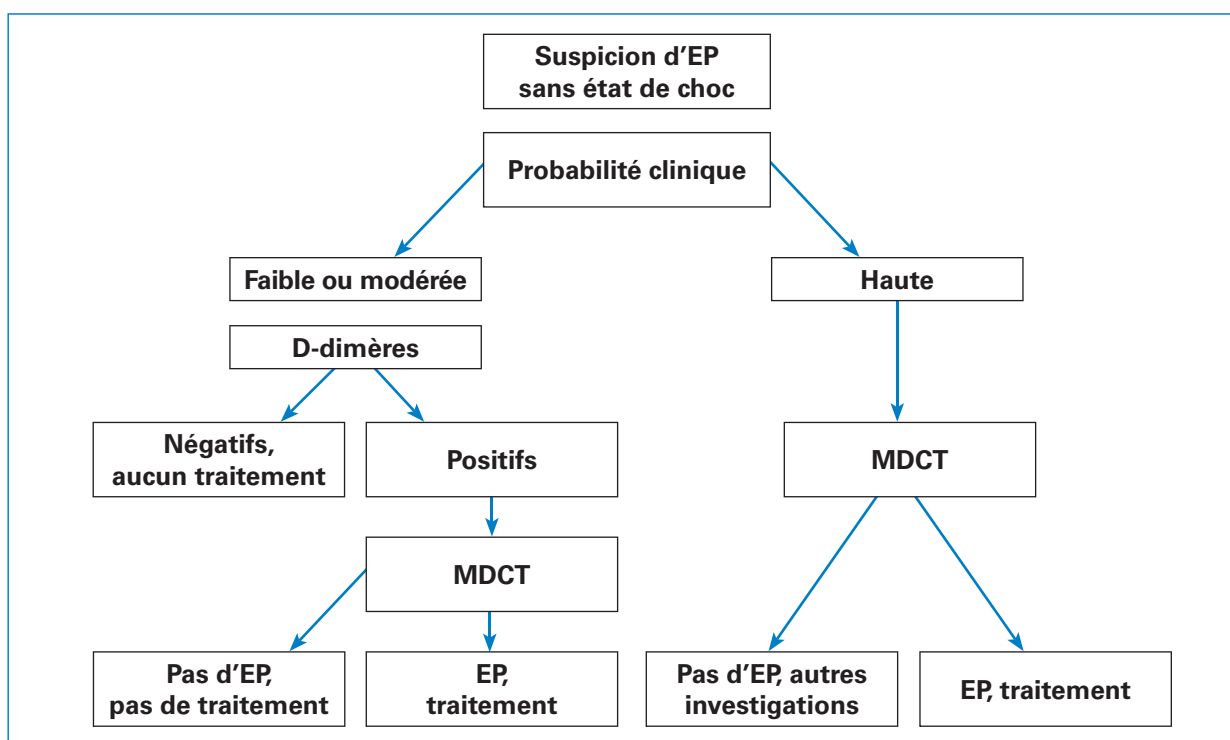 Suspicion d’EP
sans état de choc
Probabilité clinique
Faible ou modérée
Haute
D-dimères
Négatifs,
aucun traitement
Positifs
MDCT
MDCT
Pas d’EP,
pas de traitement
EP,
traitement
Pas d’EP, autres
investigations
EP, traitement